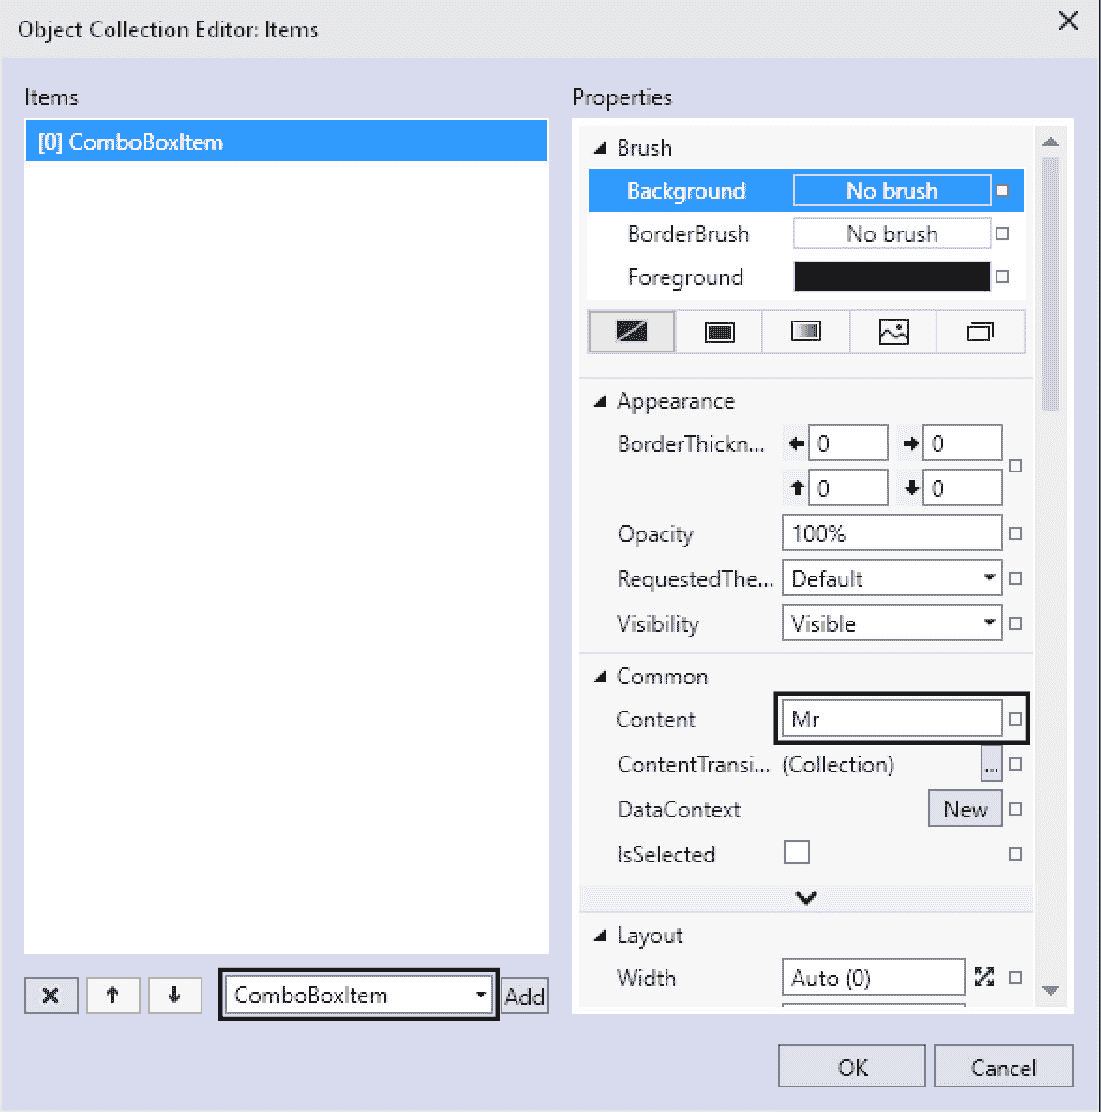 Object Collection Editor: Items
Items
[0] ComboBoxItem
ComboBoxItem
Add
Properties
Brush
Background No brush
BorderBrush No brush
Foreground
Appearance
BorderThickn... 0 0
0 0
Opacity 100%
RequestedThe... Default
Visibility Visible
Common
Content Mr
ContentTransi... (Collection) ...
DataContext New
IsSelected
Layout
Width Auto (0)
OK Cancel